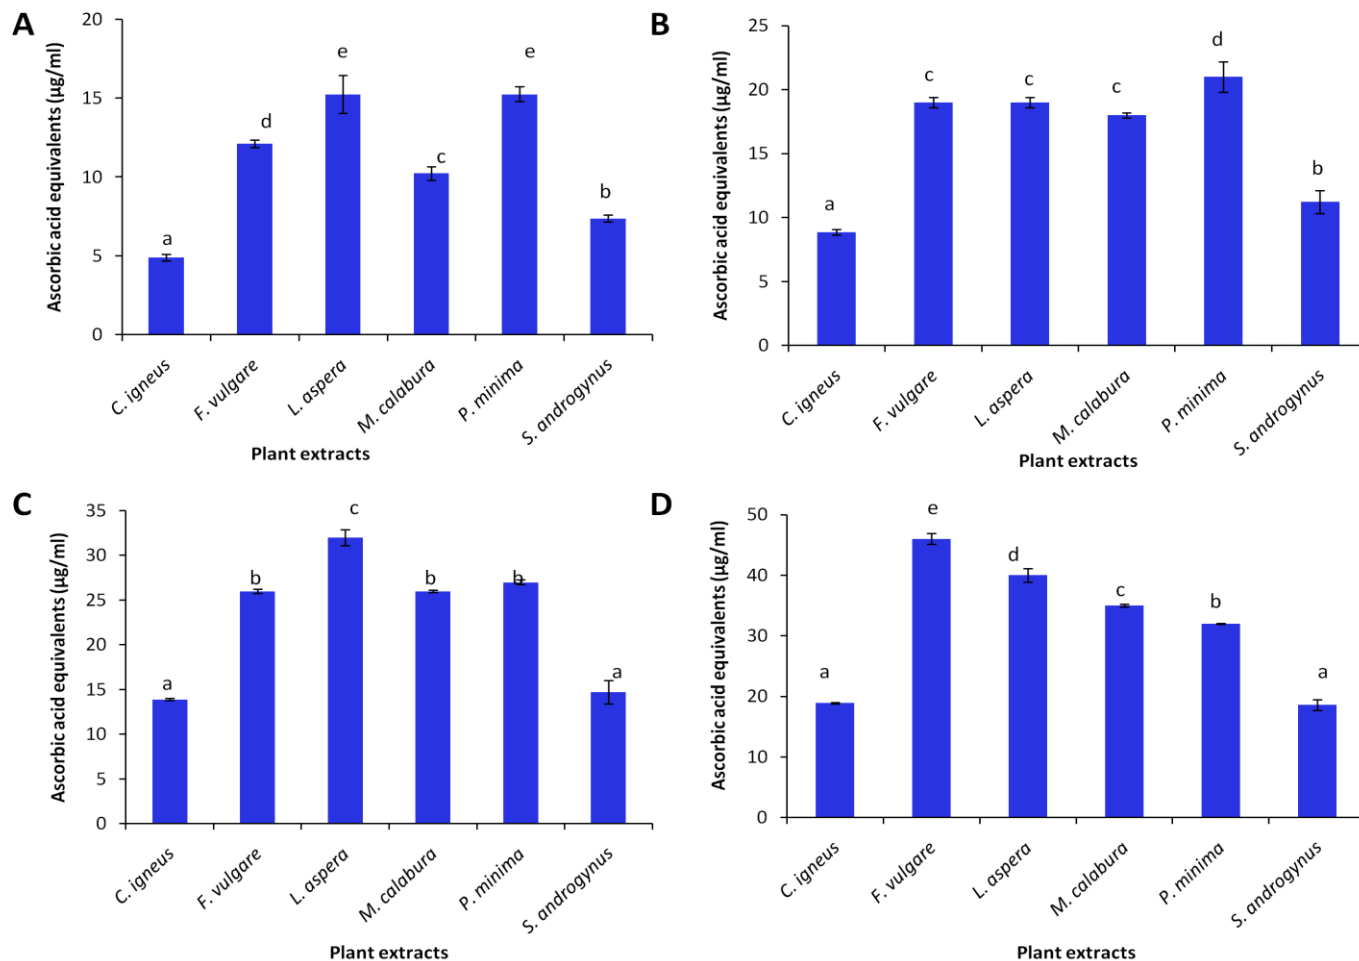 A
Ascorbic acid equivalents (µg/ml)
20
15
10
5
0
a
d
e
c
e
b
C. igneus
F. vulgare
L. aspera
M. calabura
P. minima
S. androgynus
Plant extracts
B
Ascorbic acid equivalents (µg/ml)
25
20
15
10
5
0
a
c
c
c
d
b
C. igneus
F. vulgare
L. aspera
M. calabura
P. minima
S. androgynus
Plant extracts
C
Ascorbic acid equivalents (µg/ml)
35
30
25
20
15
10
5
0
a
b
c
b
b
a
C. igneus
F. vulgare
L. aspera
M. calabura
P. minima
S. androgynus
Plant extracts
D
Ascorbic acid equivalents (µg/ml)
50
40
30
20
10
0
a
e
d
c
b
a
C. igneus
F. vulgare
L. aspera
M. calabura
P. minima
S. androgynus
Plant extracts